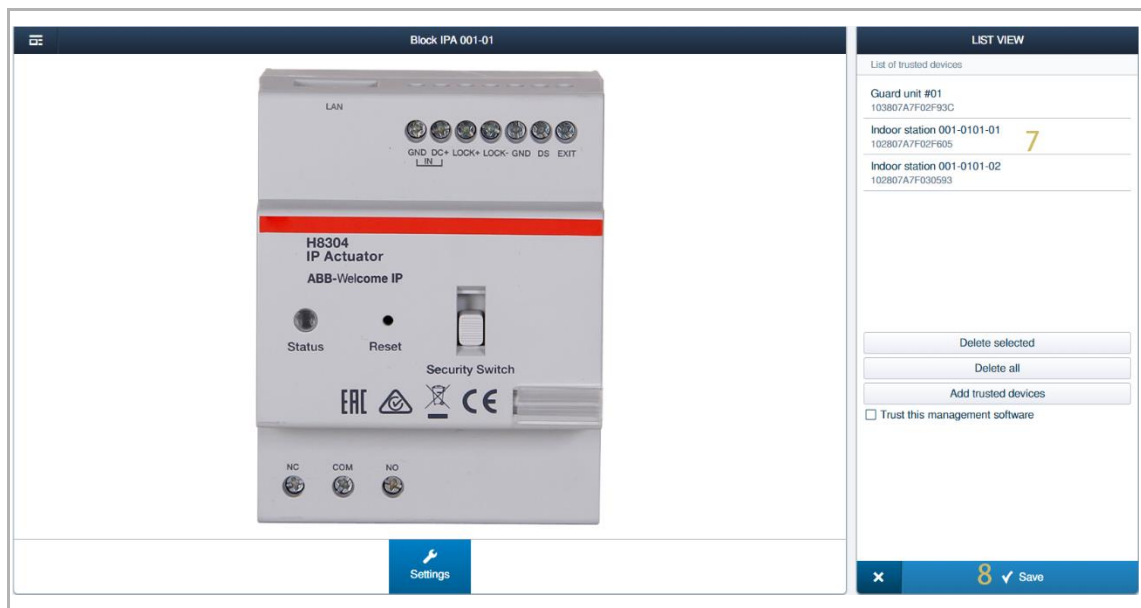 Block IPA 001-01
LAN
GND DC+ LOCK+ LOCK- GND DS EXIT
IN
H8304
IP Actuator
ABB-Welcome IP
Status
Reset
Security Switch
EAC
CE
NC COM NO
Settings
LIST VIEW
List of trusted devices
Guard unit #01
103807A7F02F93C
Indoor station 001-0101-01
102807A7F02F605
7
Indoor station 001-0101-02
102807A7F030593
Delete selected
Delete all
Add trusted devices
Trust this management software
8
Save